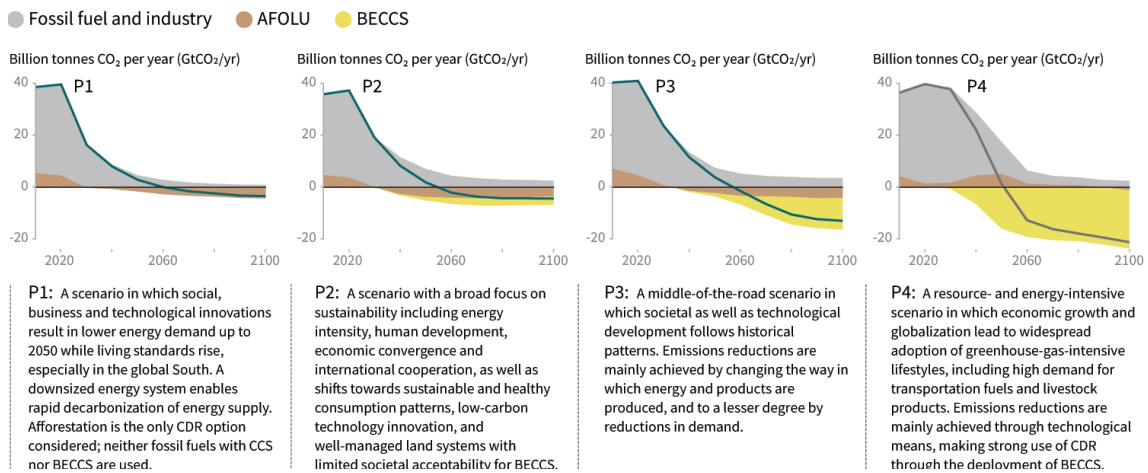 Fossil fuel and industry AFOLU BECCS
Billion tonnes CO₂ per year (GtCO₂/yr)
P1
40
20
0
-20
2020 2060 2100
Billion tonnes CO₂ per year (GtCO₂/yr)
P2
40
20
0
-20
2020 2060 2100
Billion tonnes CO₂ per year (GtCO₂/yr)
P3
40
20
0
-20
2020 2060 2100
Billion tonnes CO₂ per year (GtCO₂/yr)
P4
40
20
0
-20
2020 2060 2100
P1: A scenario in which social,
business and technological innovations
result in lower energy demand up to
2050 while living standards rise,
especially in the global South. A
downsized energy system enables
rapid decarbonization of energy supply.
Afforestation is the only CDR option
considered; neither fossil fuels with CCS
nor BECCS are used.
P2: A scenario with a broad focus on
sustainability including energy
intensity, human development,
economic convergence and
international cooperation, as well as
shifts towards sustainable and healthy
consumption patterns, low-carbon
technology innovation, and
well-managed land systems with
limited societal acceptability for BECCS.
P3: A middle-of-the-road scenario in
which societal as well as technological
development follows historical
patterns. Emissions reductions are
mainly achieved by changing the way in
which energy and products are
produced, and to a lesser degree by
reductions in demand.
P4: A resource- and energy-intensive
scenario in which economic growth and
globalization lead to widespread
adoption of greenhouse-gas-intensive
lifestyles, including high demand for
transportation fuels and livestock
products. Emissions reductions are
mainly achieved through technological
means, making strong use of CDR
through the deployment of BECCS.